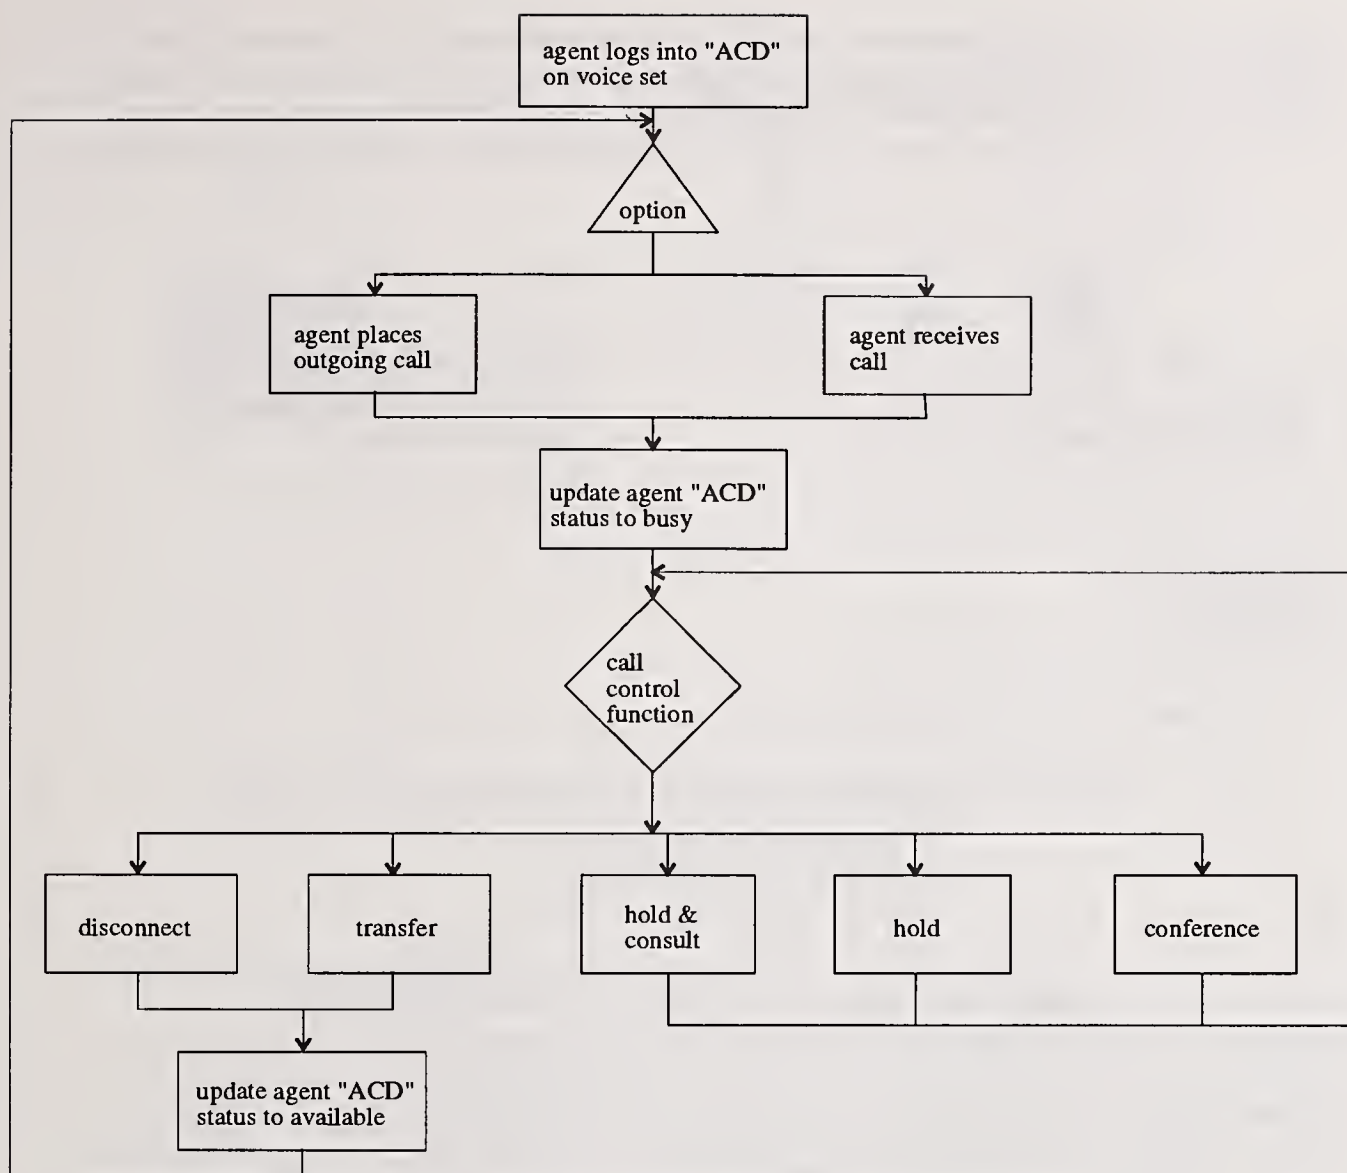 agent logs into "ACD"
on voice set
option
agent places
outgoing call
agent receives
call
update agent "ACD"
status to busy
call
control
function
disconnect
transfer
hold &
consult
hold
conference
update agent "ACD"
status to available